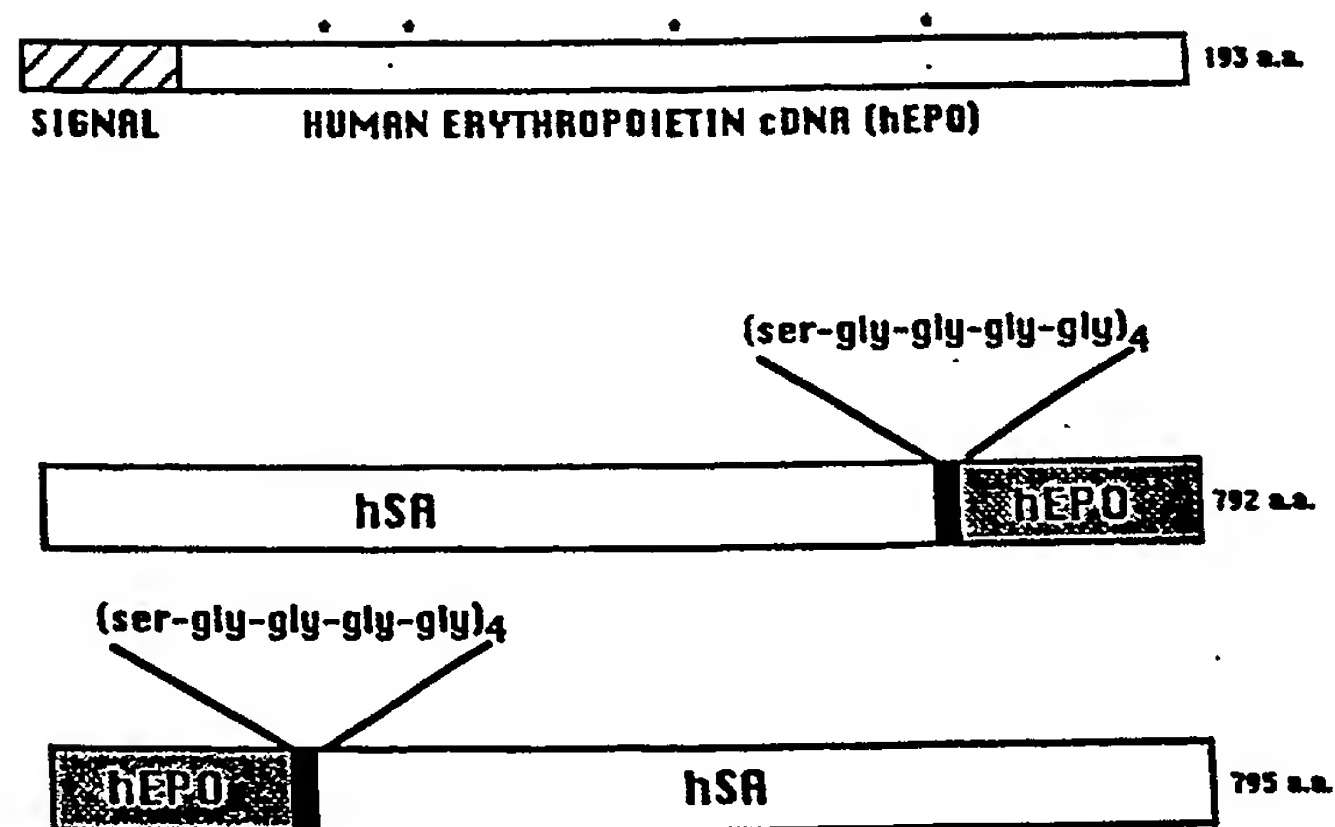 193 a.a.
SIGNAL HUMAN ERYTHROPOIETIN cDNA (hEPO)
(ser-gly-gly-gly-gly)4
hSA hEPO 792 a.a.
(ser-gly-gly-gly-gly)4
hEPO hSA 795 a.a.